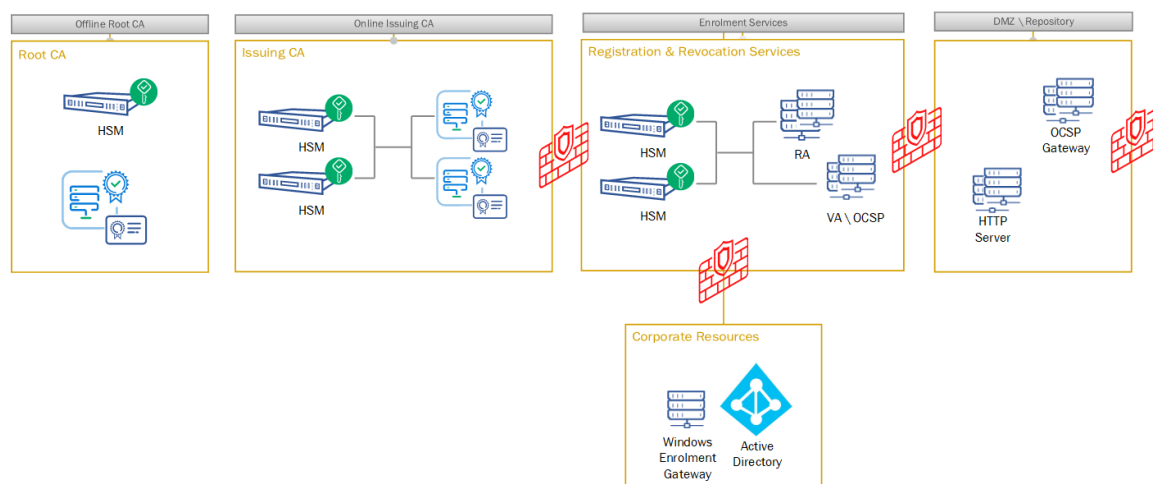 Offline Root CA
Online Issuing CA
Enrolment Services
DMZ \ Repository
Root CA
HSM
Issuing CA
HSM
HSM
Registration & Revocation Services
HSM
HSM
RA
VA \ OCSP
OCSP
Gateway
HTTP
Server
Corporate Resources
Windows
Enrolment
Gateway
Active
Directory